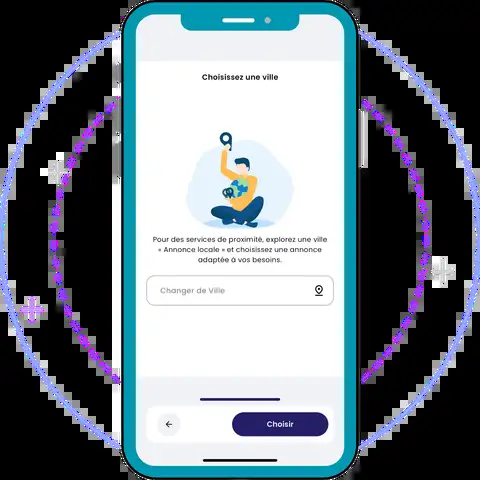 Choisissez une ville
Pour des services de proximité, explorez une ville
« Annonce locale » et choisissez une annonce
adaptée à vos besoins.
Changer de Ville
Choisir